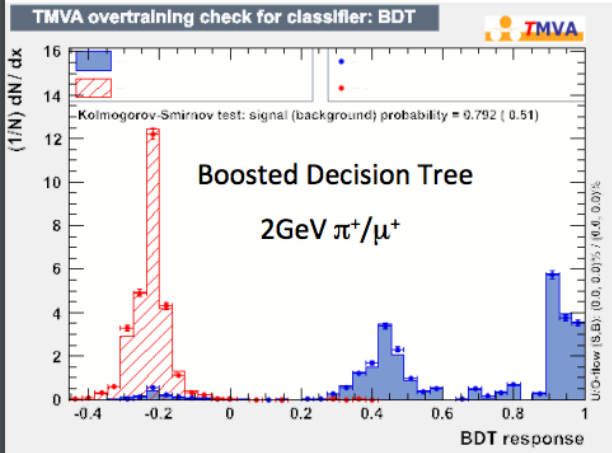 TMVA overtraining check for classifier: BDT
TMVA
Kolmogorov-Smirnov test: signal (background) probability = 0.792 ( 0.51)
Boosted Decision Tree
2GeV π⁺/μ⁺
(1/N) dN / dx
16
14
12
10
8
6
4
2
0
-0.4 -0.2 0 0.2 0.4 0.6 0.8 1
BDT response
U/O-flow (S,B): (0.0, 0.0)% / (0.0, 0.0)%